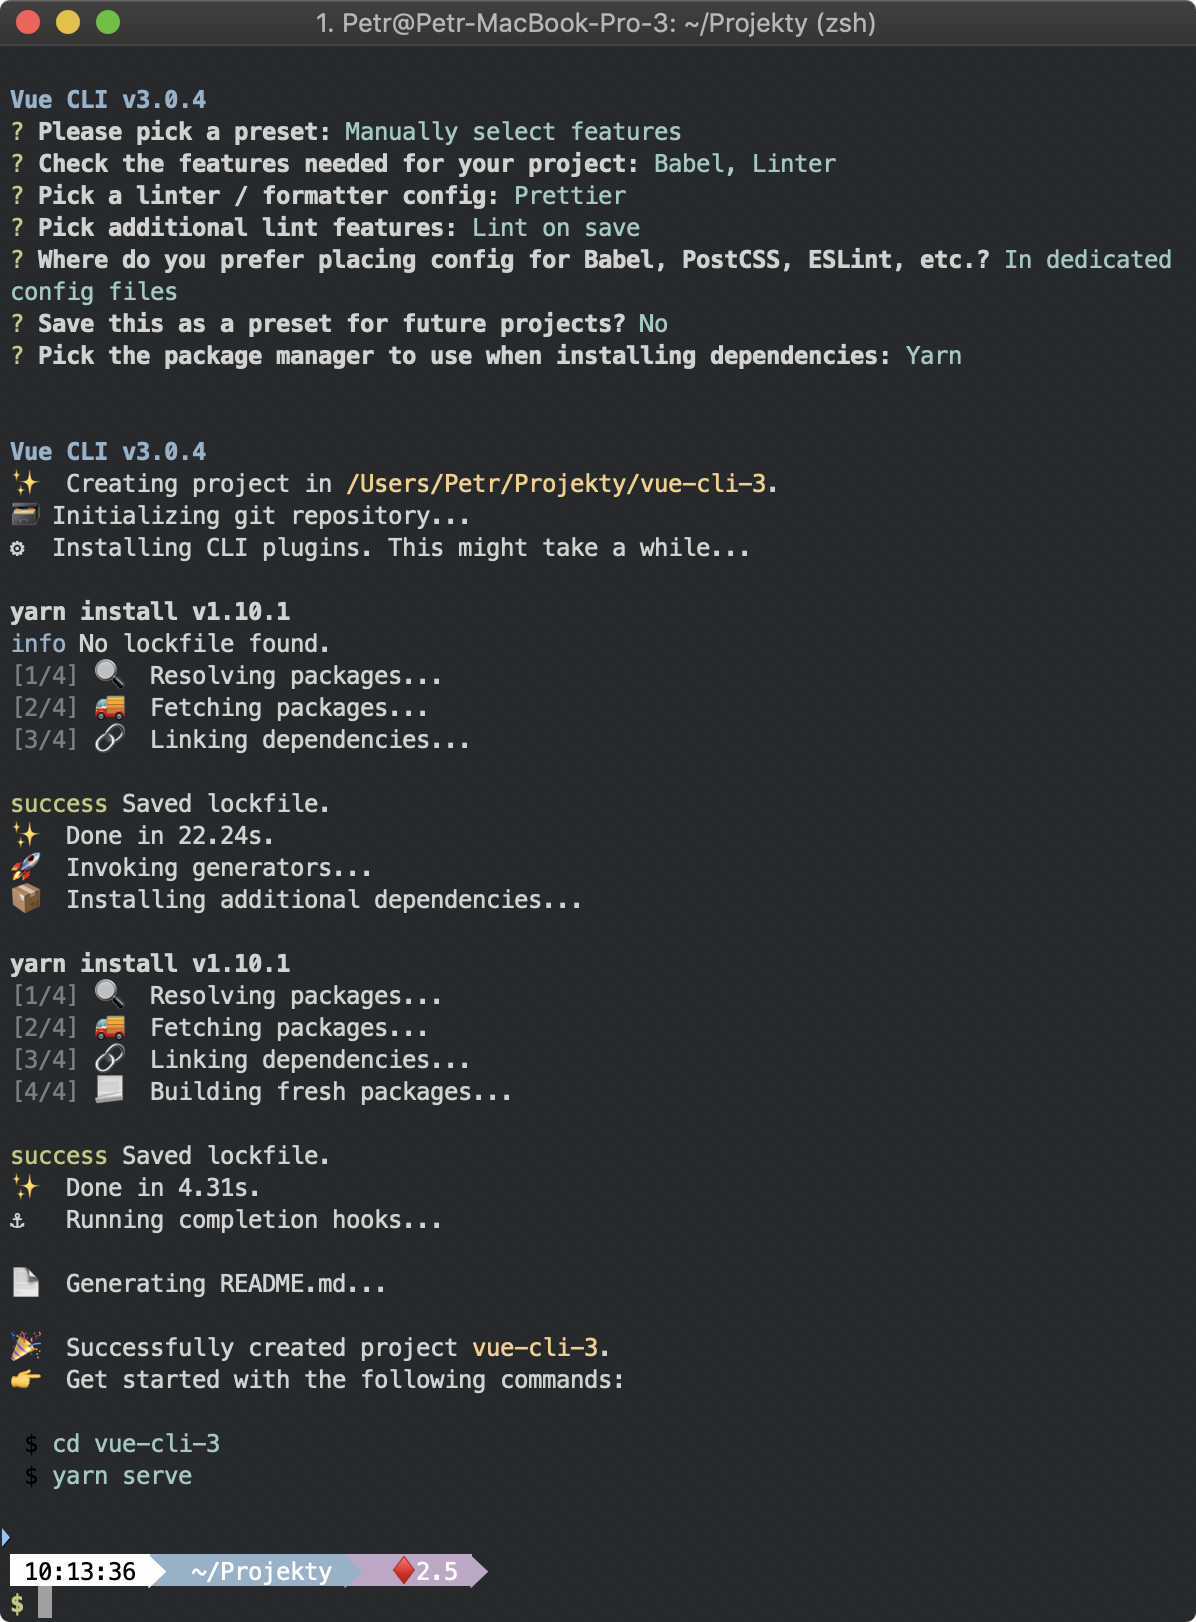 1. Petr@Petr-MacBook-Pro-3: ~/Projekty (zsh)
Vue CLI v3.0.4
? Please pick a preset: Manually select features
? Check the features needed for your project: Babel, Linter
? Pick a linter / formatter config: Prettier
? Pick additional lint features: Lint on save
? Where do you prefer placing config for Babel, PostCSS, ESLint, etc.? In dedicated
config files
? Save this as a preset for future projects? No
? Pick the package manager to use when installing dependencies: Yarn
Vue CLI v3.0.4
✨  Creating project in /Users/Petr/Projekty/vue-cli-3.
🗃 Initializing git repository...
⚙  Installing CLI plugins. This might take a while...
yarn install v1.10.1
info No lockfile found.
[1/4] 🔍  Resolving packages...
[2/4] 🚚  Fetching packages...
[3/4] 🔗  Linking dependencies...
success Saved lockfile.
✨  Done in 22.24s.
🚀  Invoking generators...
📦  Installing additional dependencies...
yarn install v1.10.1
[1/4] 🔍  Resolving packages...
[2/4] 🚚  Fetching packages...
[3/4] 🔗  Linking dependencies...
[4/4] 📃  Building fresh packages...
success Saved lockfile.
✨  Done in 4.31s.
⚓  Running completion hooks...
📄  Generating README.md...
🎉  Successfully created project vue-cli-3.
👉  Get started with the following commands:
$ cd vue-cli-3
$ yarn serve
10:13:36 ~/Projekty ♦2.5
$